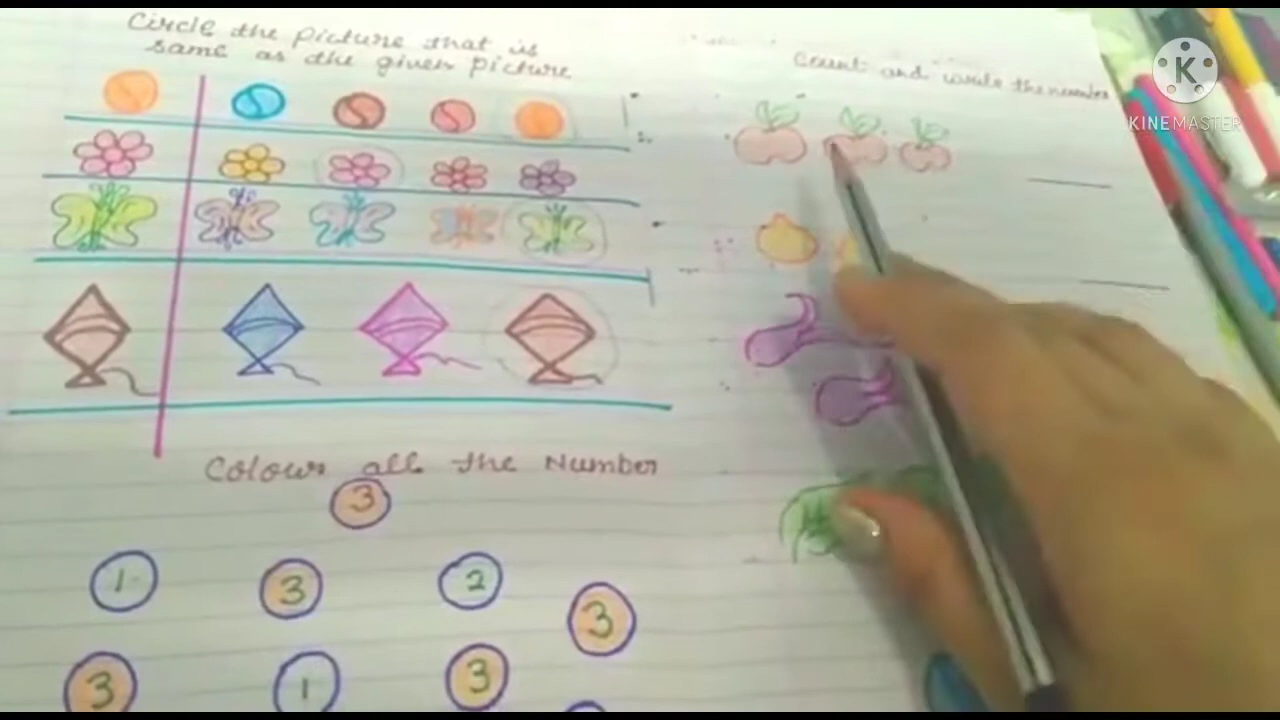 Circle the picture that is
same as the given picture
Colour all the Number
3
1
3
2
3
3
1
3
Count and write the number
K
KINEMASTER